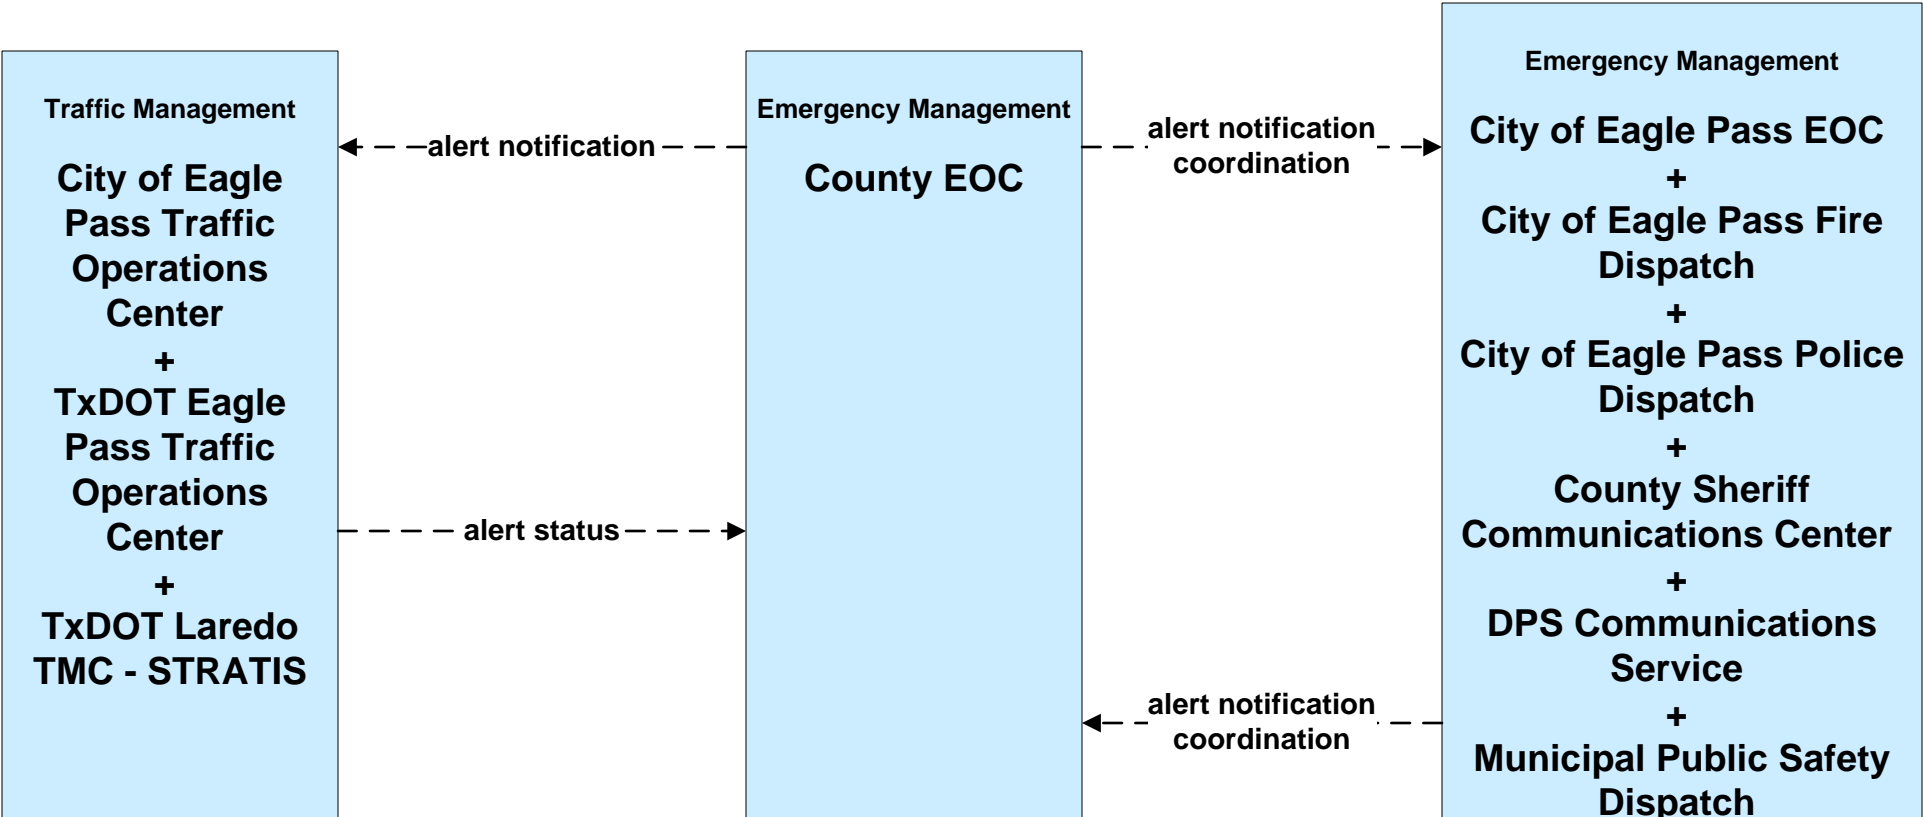 Traffic Management
City of Eagle
Pass Traffic
Operations
Center
+
TxDOT Eagle
Pass Traffic
Operations
Center
+
TxDOT Laredo
TMC - STRATIS
alert notification
alert status
Emergency Management
County EOC
alert notification
coordination
alert notification
coordination
Emergency Management
City of Eagle Pass EOC
+
City of Eagle Pass Fire
Dispatch
+
City of Eagle Pass Police
Dispatch
+
County Sheriff
Communications Center
+
DPS Communications
Service
+
Municipal Public Safety
Dispatch